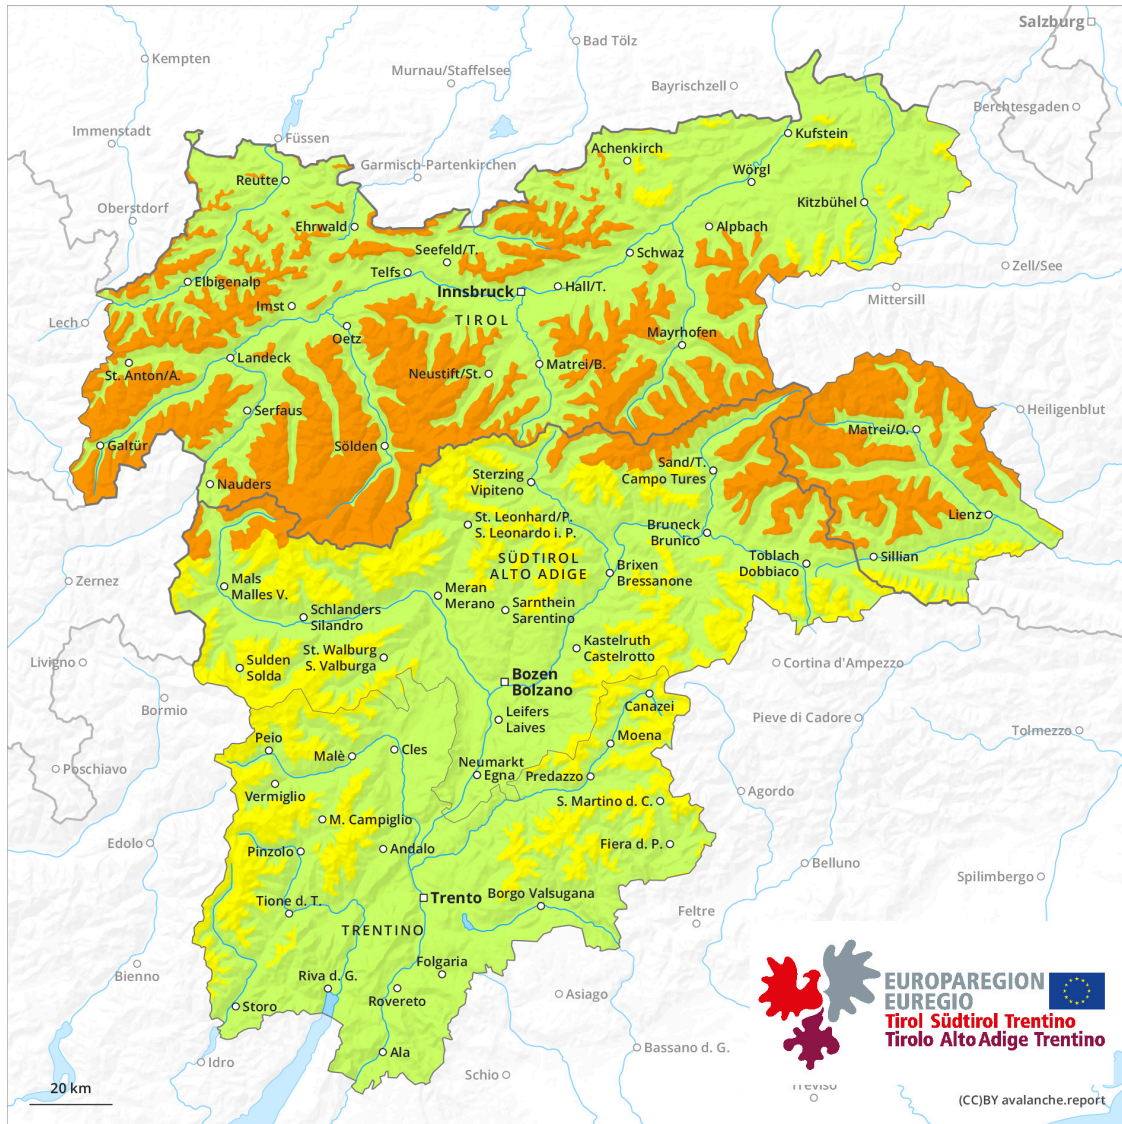 Salzburg
Bad Tölz
Kempten
Murnau/Staffelsee
Bayrischzell
Berchtesgaden
Immenstadt
Füssen
Kufstein
Achenkirch
Garmisch-Partenkirchen
Wörgl
Reutte
Kitzbühel
Oberstdorf
Ehrwald
Alpbach
Seefeld/T.
Schwaz
Telfs
Zell/See
Elbigenalp
Innsbruck
Hall/T.
Mittersill
Imst
TIROL
Lech
Oetz
Mayrhofen
Landeck
Matrei/B.
St. Anton/A.
Neustift/St.
Serfaus
Heiligenblut
Matrei/O.
Galtür
Sölden
Sand/T.
Campo Tures
Sterzing
Vipiteno
Nauders
St. Leonhard/P.
S. Leonardo i. P.
Lienz
Bruneck
Brunico
SÜDTIROL
ALTO ADIGE
Toblach
Dobbiaco
Sillian
Brixen
Bressanone
Zernez
Mals
Malles V.
Meran
Merano
Sarnthein
Sarentino
Schlanders
Silandro
Kastelruth
Castelrotto
St. Walburg
S. Valburga
Livigno
Sulden
Solda
Cortina d'Ampezzo
Bozen
Bolzano
Bormio
Canazei
Leifers
Laives
Pieve di Cadore
Tolmezzo
Peio
Moena
Malè
Cles
Neumarkt
Egna
Predazzo
Poschiavo
Vermiglio
Agordo
S. Martino d. C.
M. Campiglio
Edolo
Pinzolo
Andalo
Fiera d. P.
Belluno
Spilimbergo
Trento
Borgo Valsugana
Tione d. T.
Feltre
TRENTINO
Folgaria
Bienno
Riva d. G.
Rovereto
Asiago
Storo
EUROPAREGION
EUREGIO
Tirol Südtirol Trentino
Tirolo Alto Adige Trentino
Idro
Ala
Bassano d. G.
Schio
Treviso
20 km
(CC)BY avalanche.report